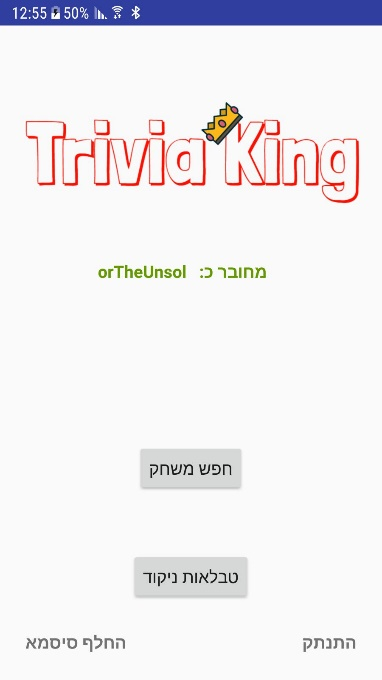 12:55 50%
Trivia King
מחובר כ: orTheUnsol
חפש משחק
טבלאות ניקוד
התנתק החלף סיסמא